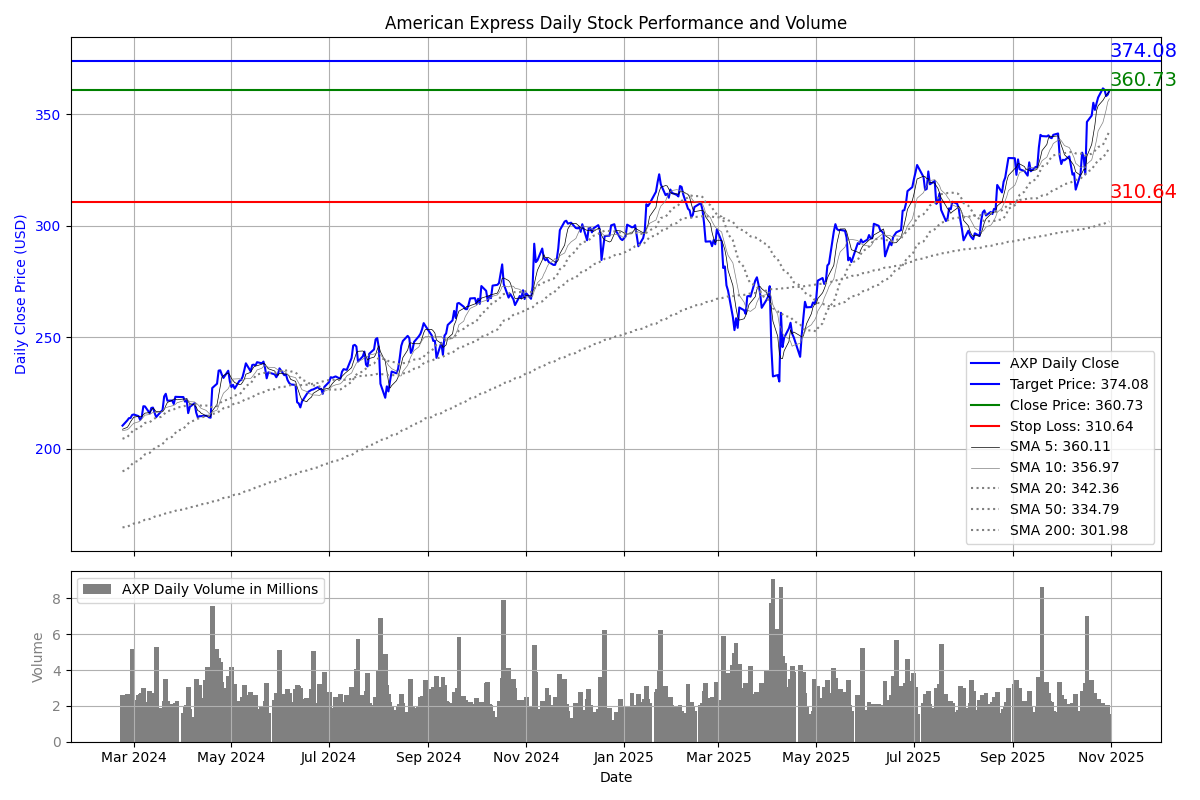 American Express Daily Stock Performance and Volume
374.08
360.73
350
310.64
300
250
200
Daily Close Price (USD)
AXP Daily Close
Target Price: 374.08
Close Price: 360.73
Stop Loss: 310.64
SMA 5: 360.11
SMA 10: 356.97
SMA 20: 342.36
SMA 50: 334.79
SMA 200: 301.98
AXP Daily Volume in Millions
8
6
4
2
0
Volume
Mar 2024 May 2024 Jul 2024 Sep 2024 Nov 2024 Jan 2025 Mar 2025 May 2025 Jul 2025 Sep 2025 Nov 2025
Date